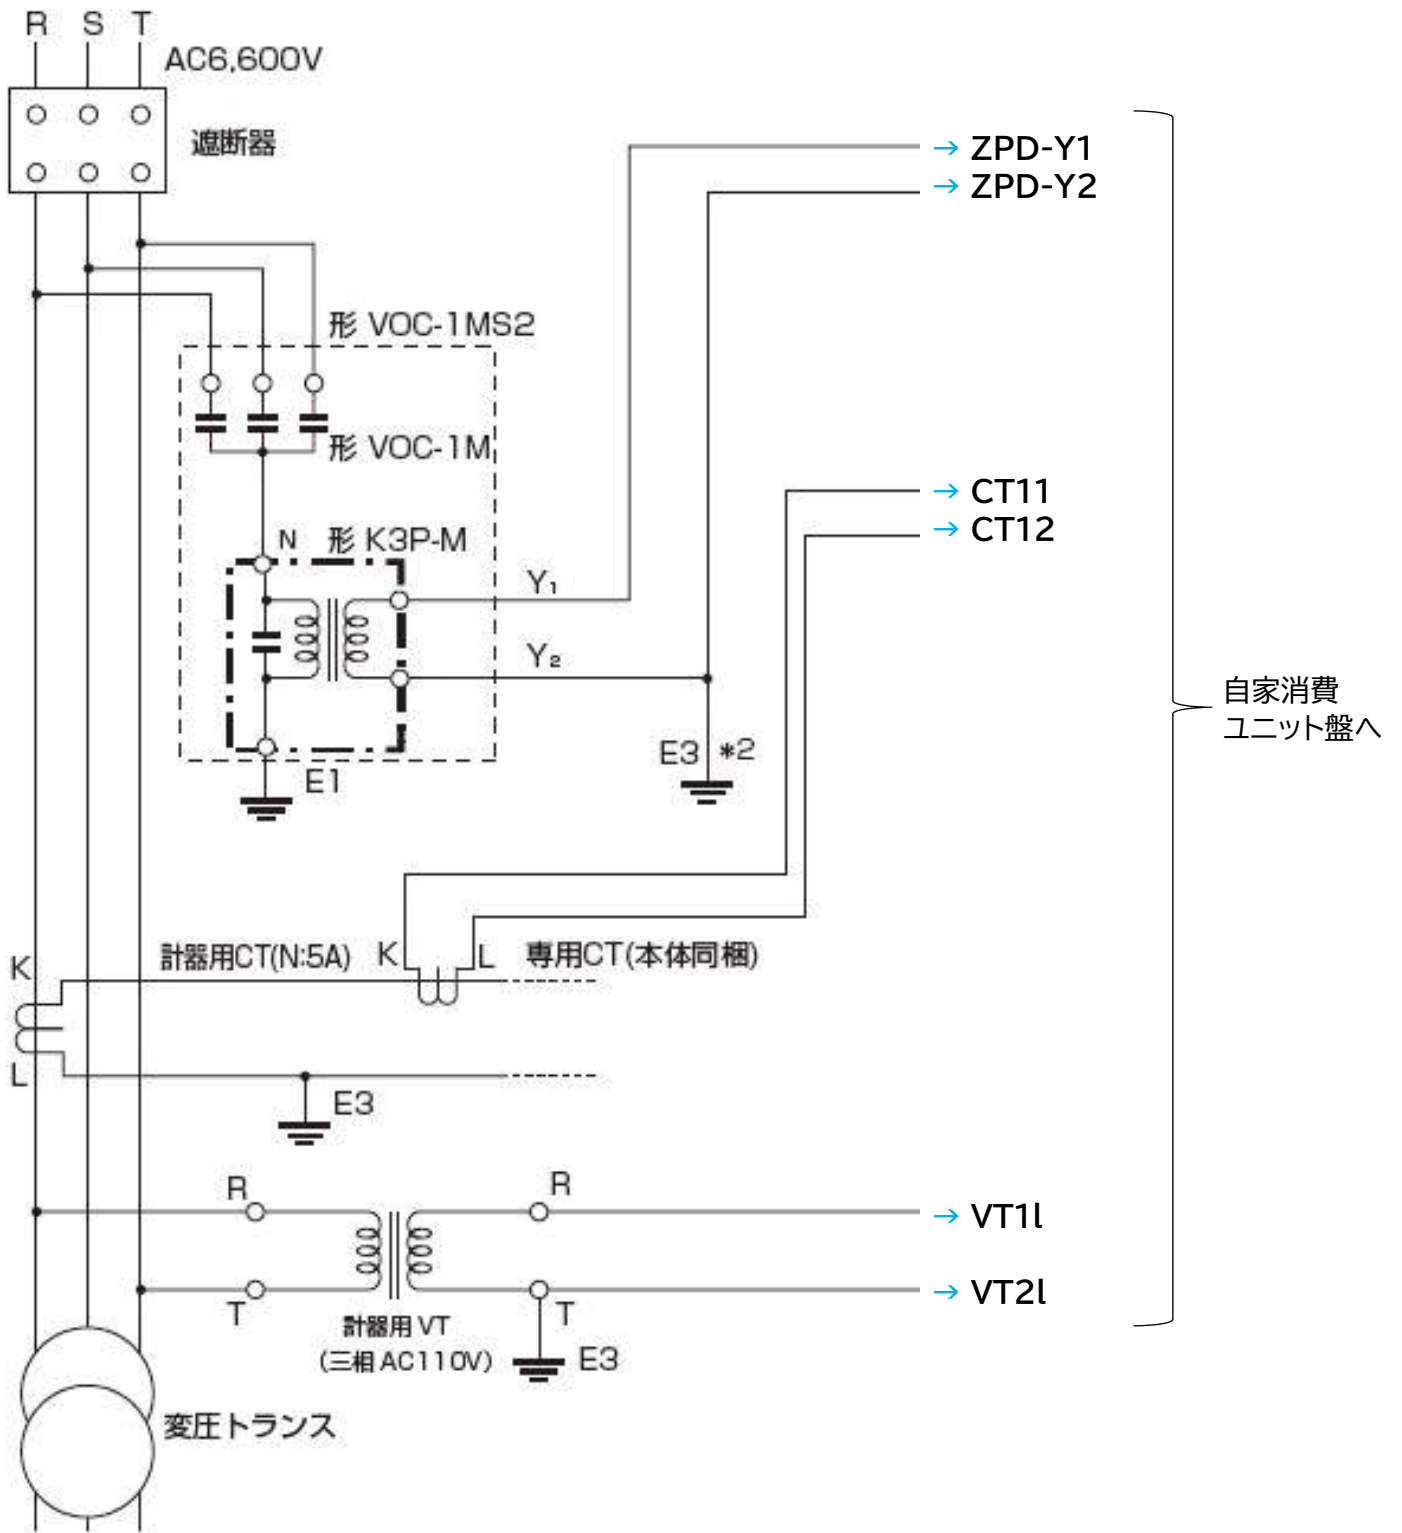 R S T
AC6,600V
遮断器
→ ZPD-Y1
→ ZPD-Y2
形 VOC-1MS2
形 VOC-1M
→ CT11
→ CT12
N 形 K3P-M
Y₁
Y₂
E3 *2
E1
自家消費
ユニット盤へ
計器用CT(N:5A) K L 専用CT(本体同梱)
K
L
E3
R R
→ VT1l
T T
→ VT2l
計器用 VT
(三相 AC110V)
E3
変圧トランス